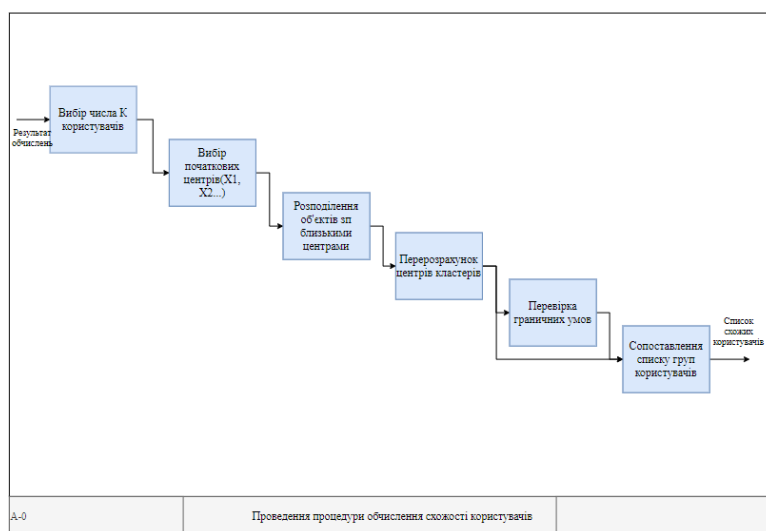 Результат
обчислень
Вибір числа К
користувачів
Вибір
початкових
центрів(X1,
X2...)
Розподілення
об'єктів зп
близькими
центрами
Перерозрахунок
центрів кластерів
Перевірка
граничних умов
Сопоставлення
списку груп
користувачів
Список
схожих
користувачів
А-0
Проведення процедури обчислення схожості користувачів